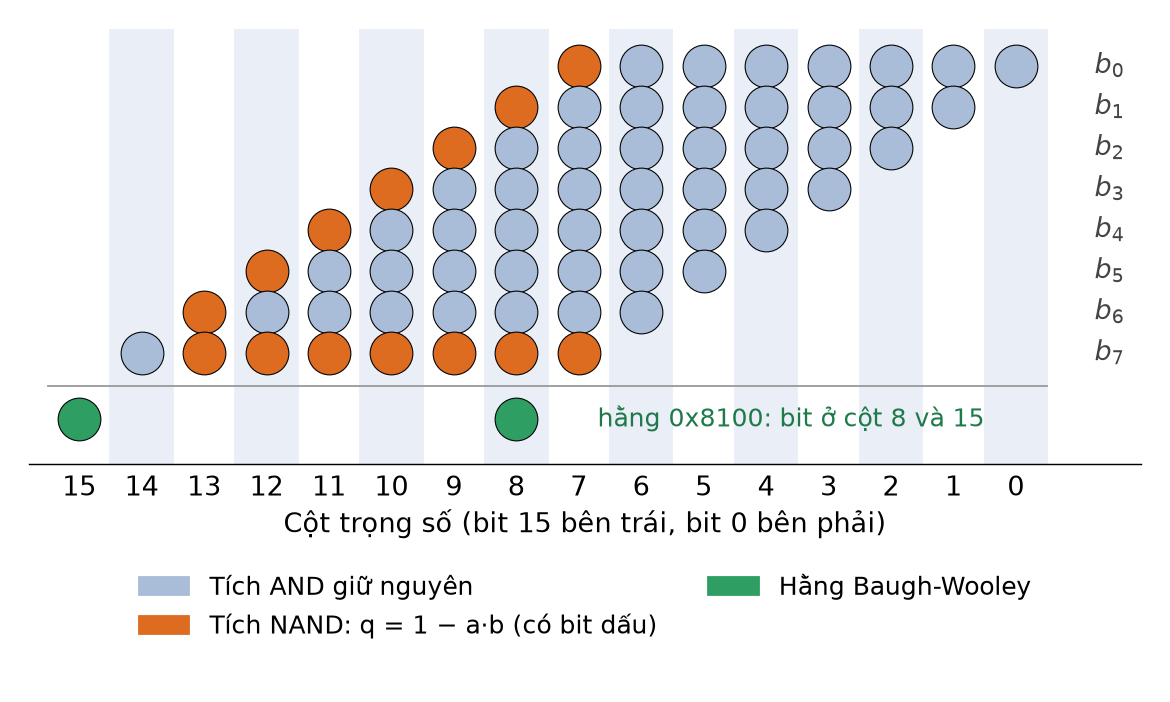 b₀
b₁
b₂
b₃
b₄
b₅
b₆
b₇
hằng 0x8100: bit ở cột 8 và 15
15 14 13 12 11 10 9 8 7 6 5 4 3 2 1 0
Cột trọng số (bit 15 bên trái, bit 0 bên phải)
Tích AND giữ nguyên
Tích NAND: q = 1 − a·b (có bit dấu)
Hằng Baugh-Wooley